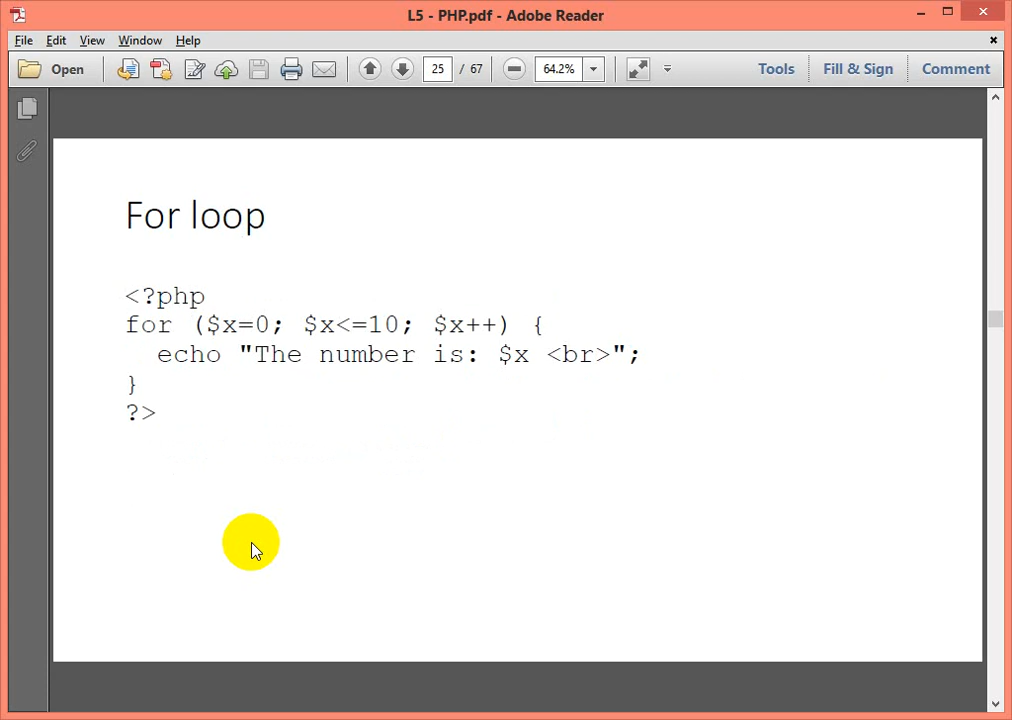 L5 - PHP.pdf - Adobe Reader
File Edit View Window Help
Open 25 / 67 64.2% Tools Fill & Sign Comment
For loop
<?php
for ($x=0; $x<=10; $x++) {
  echo "The number is: $x <br>";
}
?>